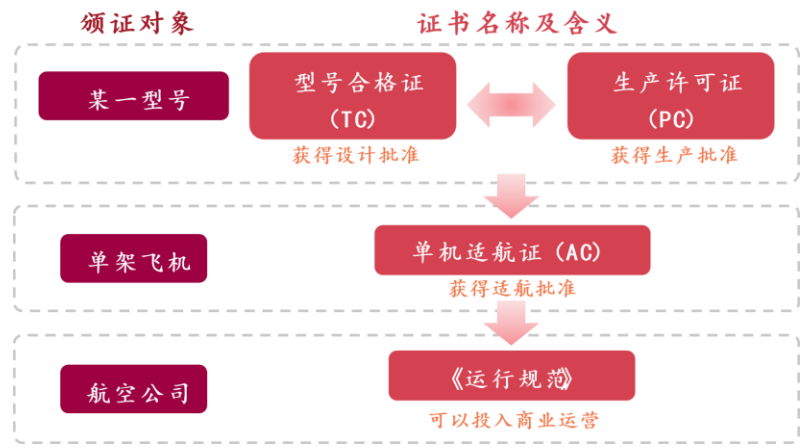 颁证对象
证书名称及含义
某一型号
型号合格证
(TC)
获得设计批准
生产许可证
(PC)
获得生产批准
单架飞机
单机适航证 (AC)
获得适航批准
航空公司
《运行规范》
可以投入商业运营